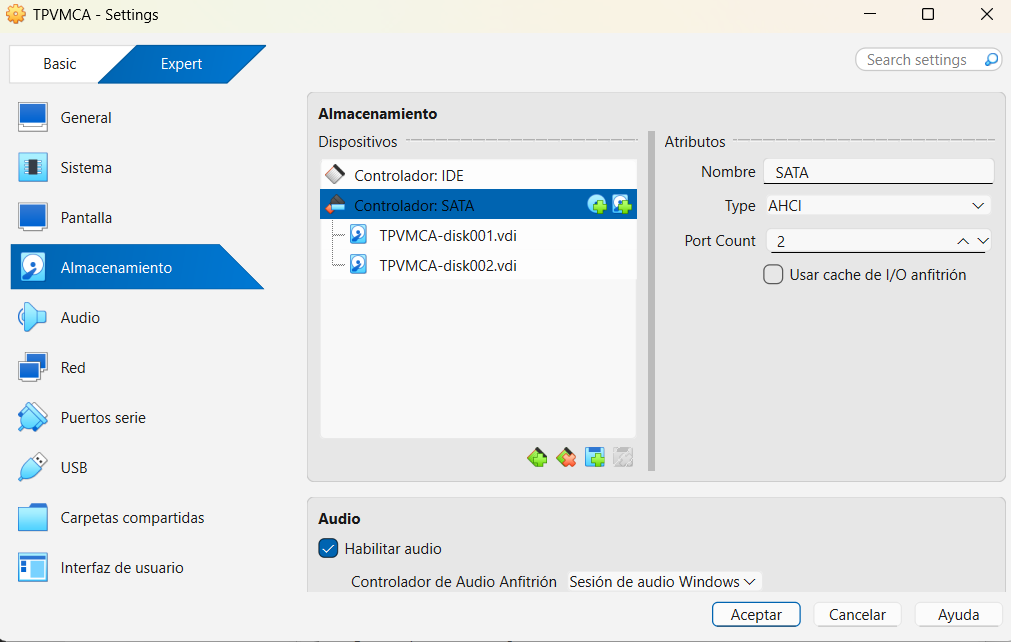 TPVMCA - Settings
Basic
Expert
Search settings
General
Sistema
Pantalla
Almacenamiento
Audio
Red
Puertos serie
USB
Carpetas compartidas
Interfaz de usuario
Almacenamiento
Dispositivos
Controlador: IDE
Controlador: SATA
TPVMCA-disk001.vdi
TPVMCA-disk002.vdi
Atributos
Nombre SATA
Type AHCI
Port Count 2
Usar cache de I/O anfitrión
Audio
Habilitar audio
Controlador de Audio Anfitrión Sesión de audio Windows
Aceptar Cancelar Ayuda